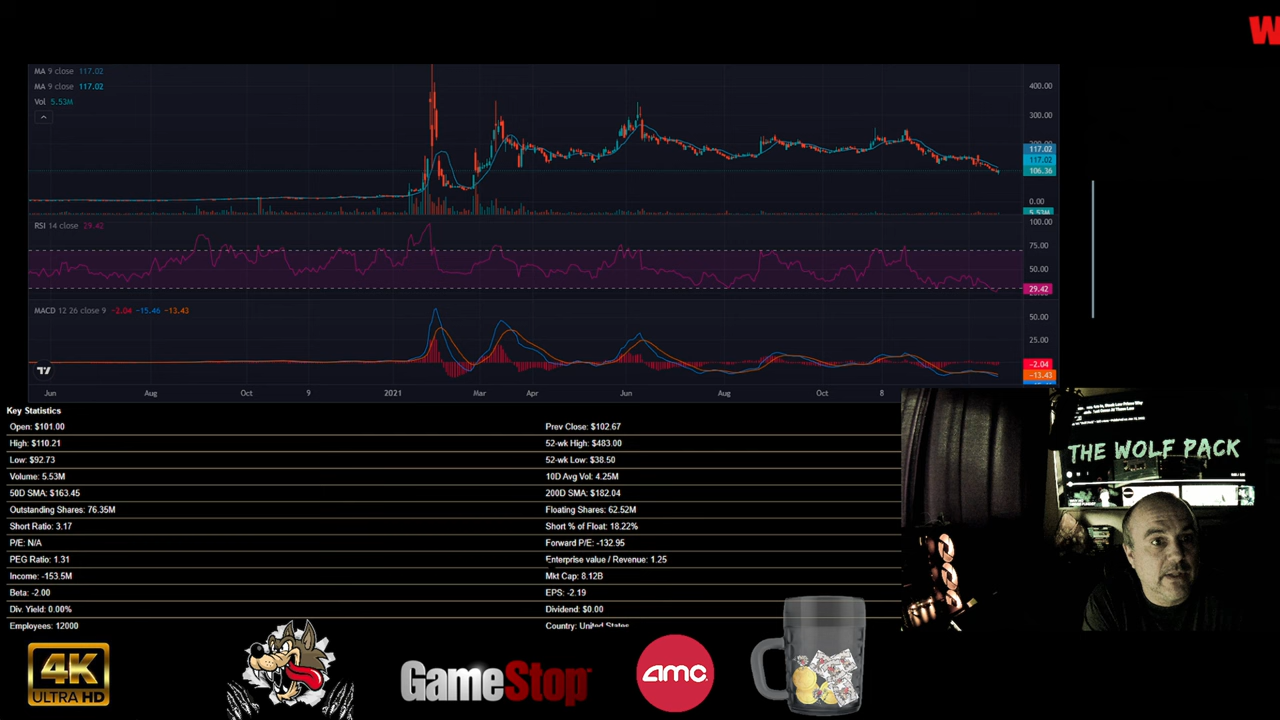 W
MA 9 close 117.02
MA 9 close 117.02
Vol 5.53M
400.00
300.00
117.02
117.02
106.36
0.00
5.53M
RSI 14 close 29.42
100.00
75.00
50.00
29.42
MACD 12 26 close 9 −2.04 −15.46 −13.43
50.00
25.00
−2.04
−13.43
Jun Aug Oct 9 2021 Mar Apr Jun Aug Oct 8
Key Statistics
Open: $101.00 Prev Close: $102.67
High: $110.21 52-wk High: $483.00
Low: $92.73 52-wk Low: $38.50
Volume: 5.53M 10D Avg Vol: 4.25M
50D SMA: $163.45 200D SMA: $182.04
Outstanding Shares: 76.35M Floating Shares: 62.52M
Short Ratio: 3.17 Short % of Float: 18.22%
P/E: N/A Forward P/E: -132.95
PEG Ratio: 1.31 Enterprise value / Revenue: 1.25
Income: -153.5M Mkt Cap: 8.12B
Beta: -2.00 EPS: -2.19
Div. Yield: 0.00% Dividend: $0.00
Employees: 12000 Country: United States
THE WOLF PACK
4K
ULTRA HD
GameStop
amc